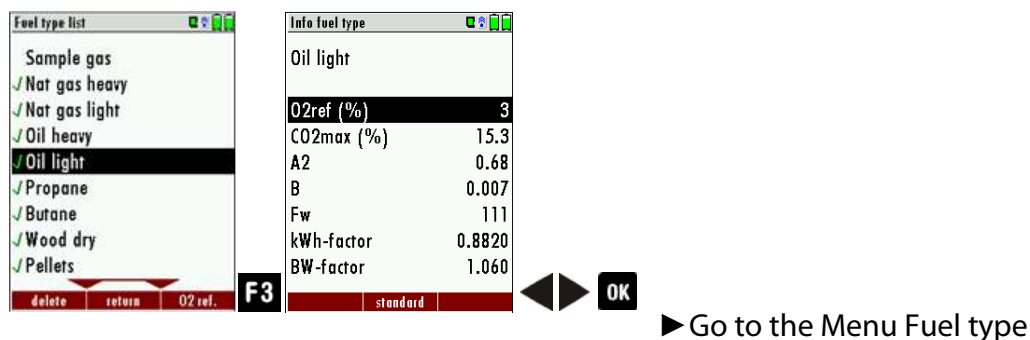 Fuel type list
Sample gas
✓Nat gas heavy
✓Nat gas light
✓Oil heavy
✓Oil light
✓Propane
✓Butane
✓Wood dry
✓Pellets
delete return O2 ref.
F3
Info fuel type
Oil light
O2ref (%) 3
CO2max (%) 15.3
A2 0.68
B 0.007
Fw 111
kWh-factor 0.8820
BW-factor 1.060
standard
OK
►Go to the Menu Fuel type